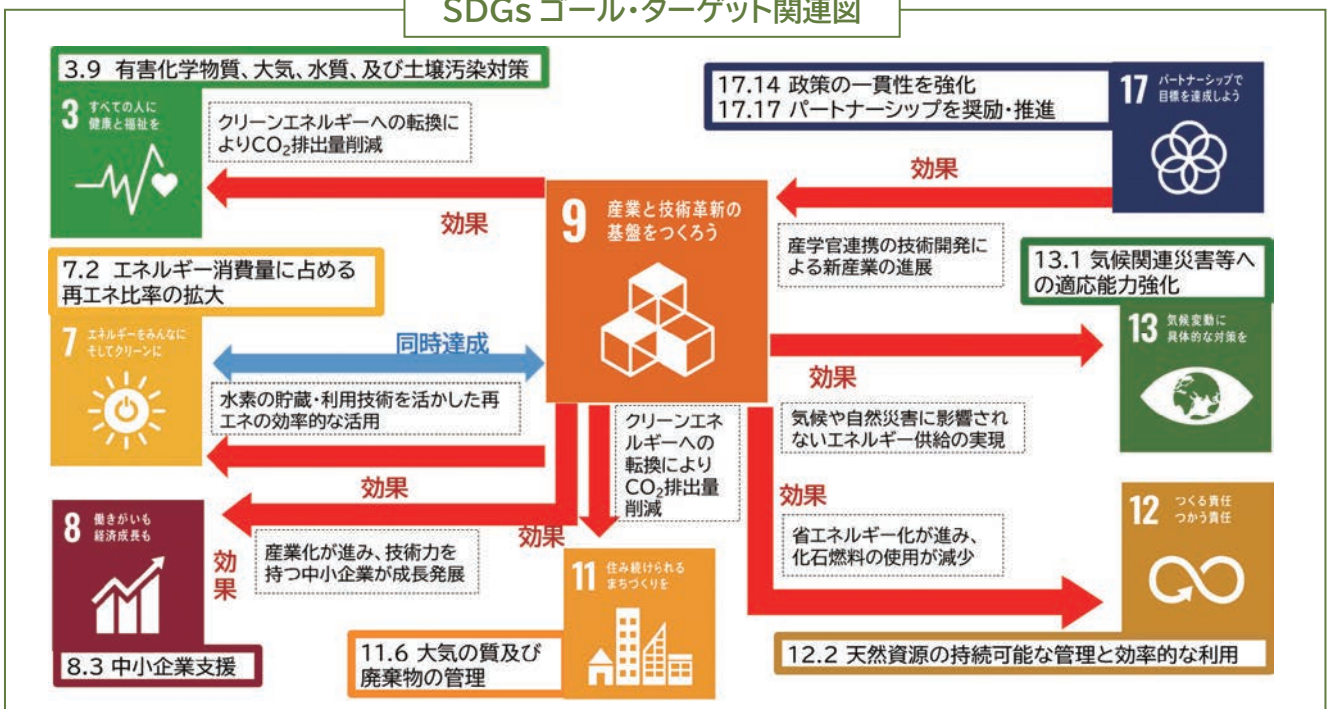 SDGs ゴール・ターゲット関連図
3.9 有害化学物質、大気、水質、及び土壌汚染対策
3 すべての人に
健康と福祉を
クリーンエネルギーへの転換に
よりCO₂排出量削減
効果
17.14 政策の一貫性を強化
17.17 パートナーシップを奨励・推進
17 パートナーシップで
目標を達成しよう
効果
産学官連携の技術開発に
よる新産業の進展
9 産業と技術革新の
基盤をつくろう
7.2 エネルギー消費量に占める
再エネ比率の拡大
7 エネルギーをみんなに
そしてクリーンに
同時達成
水素の貯蔵・利用技術を活かした再
エネの効率的な活用
効果
13.1 気候関連災害等へ
の適応能力強化
13 気候変動に
具体的な対策を
効果
気候や自然災害に影響され
ないエネルギー供給の実現
クリーンエネ
ルギーへの
転換により
CO₂排出量
削減
効果
8 働きがいも
経済成長も
効
果
産業化が進み、技術力を
持つ中小企業が成長発展
8.3 中小企業支援
11 住み続けられる
まちづくりを
11.6 大気の質及び
廃棄物の管理
効果
省エネルギー化が進み、
化石燃料の使用が減少
12 つくる責任
つかう責任
12.2 天然資源の持続可能な管理と効率的な利用